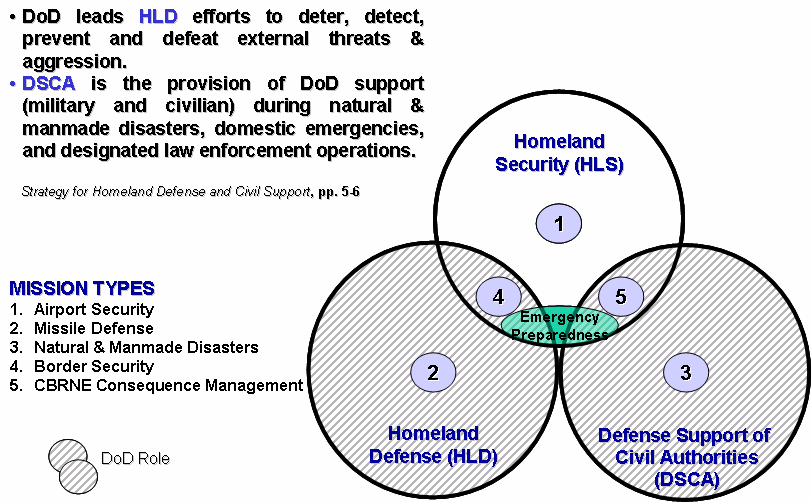 • DoD leads HLD efforts to deter, detect,
prevent and defeat external threats &
aggression.
• DSCA is the provision of DoD support
(military and civilian) during natural &
manmade disasters, domestic emergencies,
and designated law enforcement operations.
Strategy for Homeland Defense and Civil Support, pp. 5-6
Homeland
Security (HLS)
1
MISSION TYPES
1. Airport Security
2. Missile Defense
3. Natural & Manmade Disasters
4. Border Security
5. CBRNE Consequence Management
4
5
Emergency
Preparedness
2
3
Homeland
Defense (HLD)
Defense Support of
Civil Authorities
(DSCA)
DoD Role